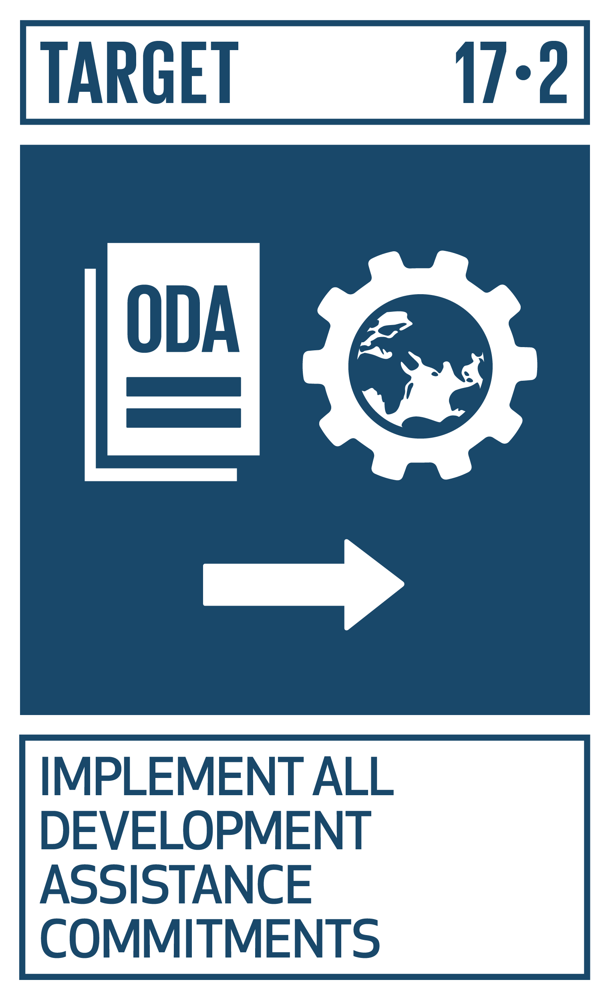 TARGET 17·2
ODA
IMPLEMENT ALL
DEVELOPMENT
ASSISTANCE
COMMITMENTS